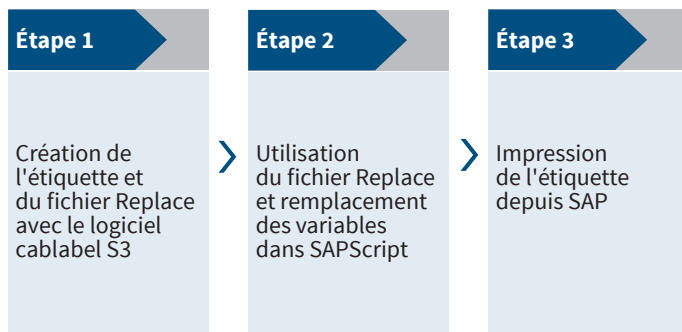 Étape 1
Création de
l'étiquette et
du fichier Replace
avec le logiciel
cablabel S3
Étape 2
Utilisation
du fichier Replace
et remplacement
des variables
dans SAPScript
Étape 3
Impression
de l'étiquette
depuis SAP